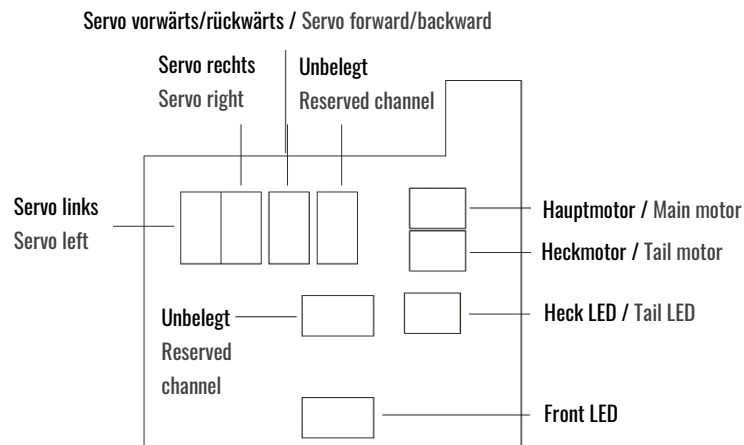 Servo vorwärts/rückwärts / Servo forward/backward
Servo rechts
Servo right
Unbelegt
Reserved channel
Servo links
Servo left
Hauptmotor / Main motor
Heckmotor / Tail motor
Unbelegt
Reserved
channel
Heck LED / Tail LED
Front LED